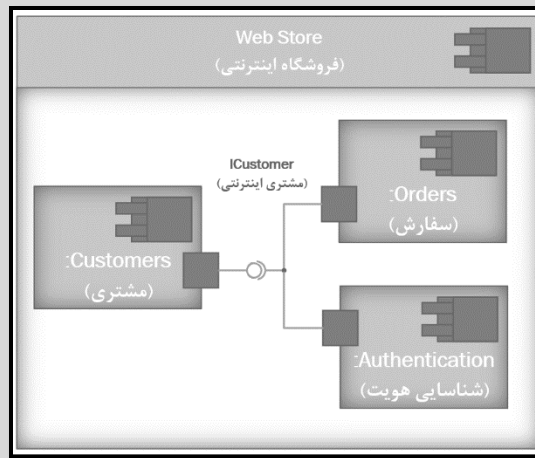 Web Store
(فروشگاه اینترنتی)
ICustomer
(مشتری اینترنتی)
:Orders
(سفارش)
:Customers
(مشتری)
:Authentication
(شناسایی هویت)